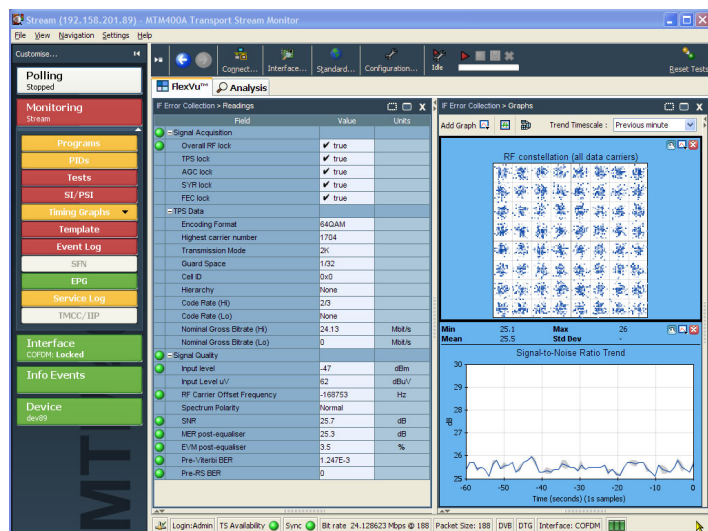 Stream (192.158.201.89) - MTM400A Transport Stream Monitor
File View Navigation Settings Help
Customise...
Polling
Stopped
Monitoring
Stream
Programs
PIDs
Tests
SI/PSI
Timing Graphs
Template
Event Log
SFN
EPG
Service Log
TMCC/IIP
Interface
COFDM: Locked
Info Events
Device
dev89
MT
Connect... Interface... Standard... Configuration... Idle Reset Tests
FlexVu™ Analysis
IF Error Collection > Readings
Field Value Units
Signal Acquisition
Overall RF lock true
TPS lock true
AGC lock true
SYR lock true
FEC lock true
TPS Data
Encoding Format 64QAM
Highest carrier number 1704
Transmission Mode 2K
Guard Space 1/32
Cell ID 0x0
Hierarchy None
Code Rate (Hi) 2/3
Code Rate (Lo) None
Nominal Gross Bitrate (Hi) 24.13 Mbit/s
Nominal Gross Bitrate (Lo) 0 Mbit/s
Signal Quality
Input level -47 dBm
Input Level uV 62 dBuV
RF Carrier Offset Frequency -168753 Hz
Spectrum Polarity Normal
SNR 25.7 dB
MER post-equaliser 25.3 dB
EVM post-equaliser 3.5 %
Pre-Viterbi BER 1.247E-3
Pre-RS BER 0
IF Error Collection > Graphs
Add Graph Trend Timescale : Previous minute
RF constellation (all data carriers)
Min 25.1 Max 26
Mean 25.5 Std Dev -
Signal-to-Noise Ratio Trend
30
29
28
27
26
25
dB
-60 -50 -40 -30 -20 -10 0
Time (seconds) (1s samples)
Login:Admin TS Availability Sync Bit rate 24.128623 Mbps @ 188 Packet Size: 188 DVB DTG Interface: COFDM